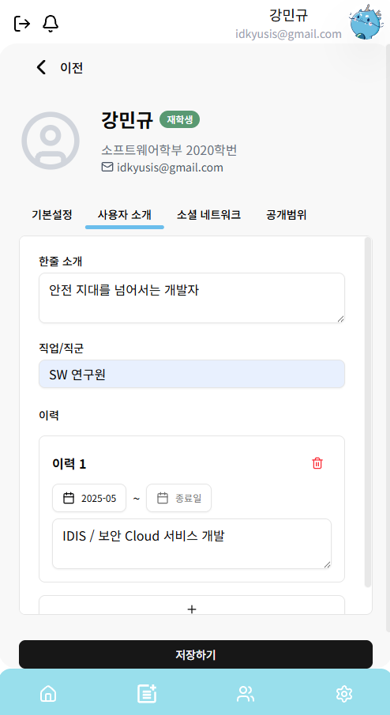 강민규
idkyusis@gmail.com
이전
강민규 재학생
소프트웨어학부 2020학번
idkyusis@gmail.com
기본설정 사용자 소개 소셜 네트워크 공개범위
한줄 소개
안전 지대를 넘어서는 개발자
직업/직군
SW 연구원
이력
이력 1
2025-05 ~ 종료일
IDIS / 보안 Cloud 서비스 개발
+
저장하기